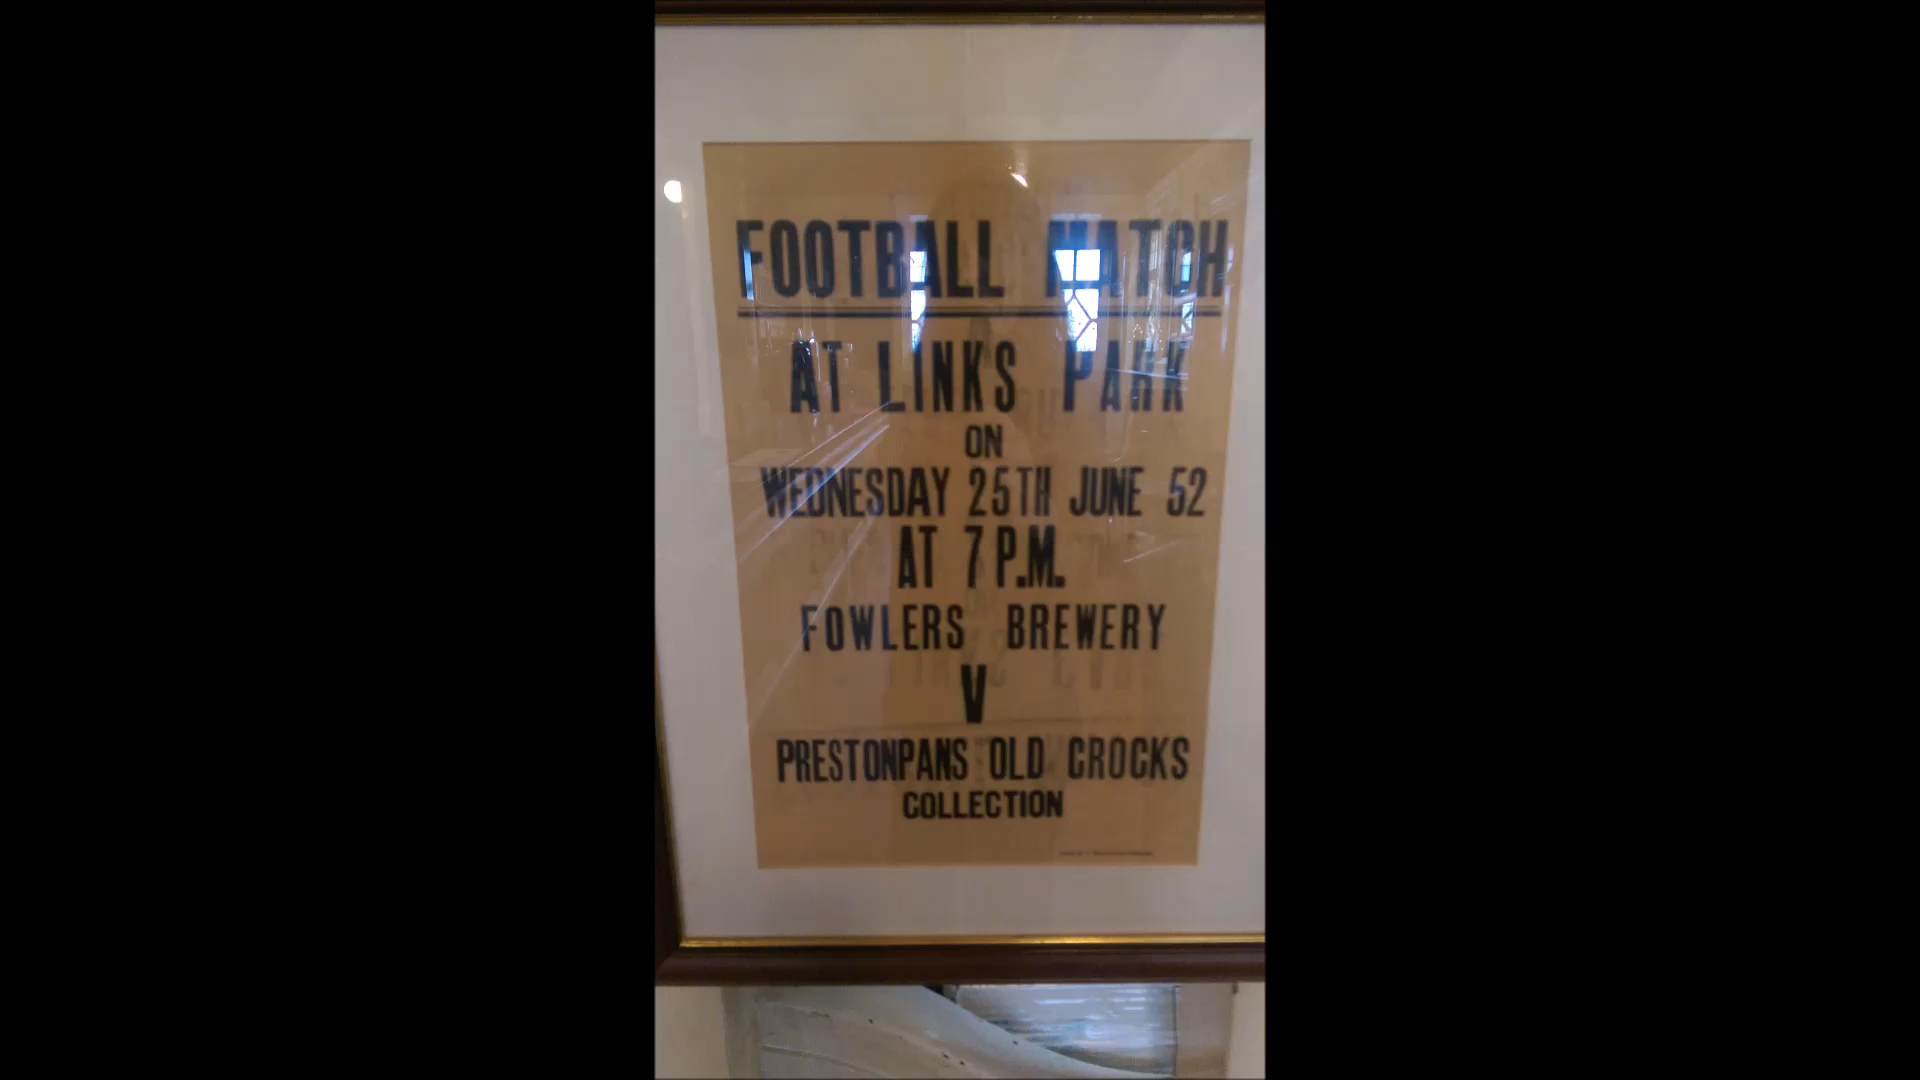 FOOTBALL MATCH
AT LINKS PARK
ON
WEDNESDAY 25TH JUNE 52
AT 7 P.M.
FOWLERS BREWERY
V
PRESTONPANS OLD CROCKS
COLLECTION